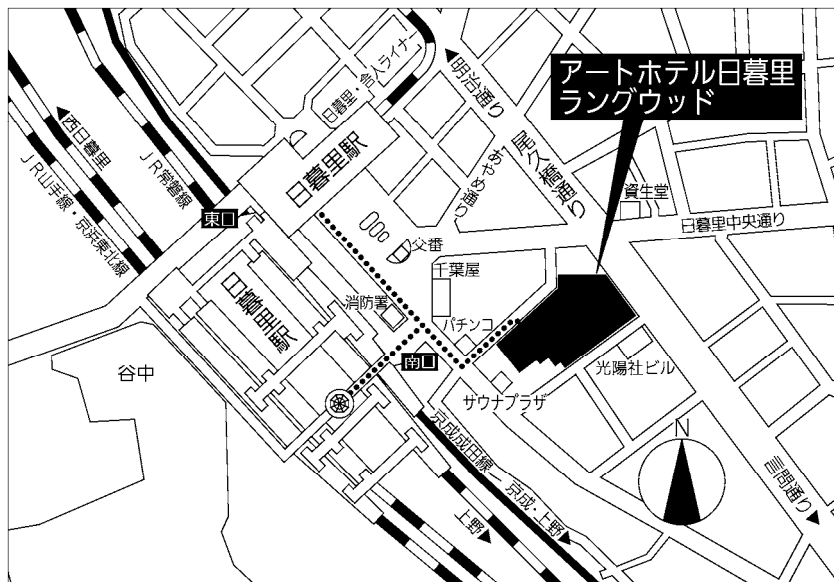 アートホテル日暮里
ラングウッド
明治通り
日暮里・舎人ライナー
西日暮里
JR常磐線
JR山手線・京浜東北線
日暮里駅
東口
あやめ通り
尾久橋通り
資生堂
日暮里中央通り
交番
千葉屋
消防署
パチンコ
日暮里駅
谷中
南口
光陽社ビル
サウナプラザ
N
京成成田線
京成・上野
上野
言問通り